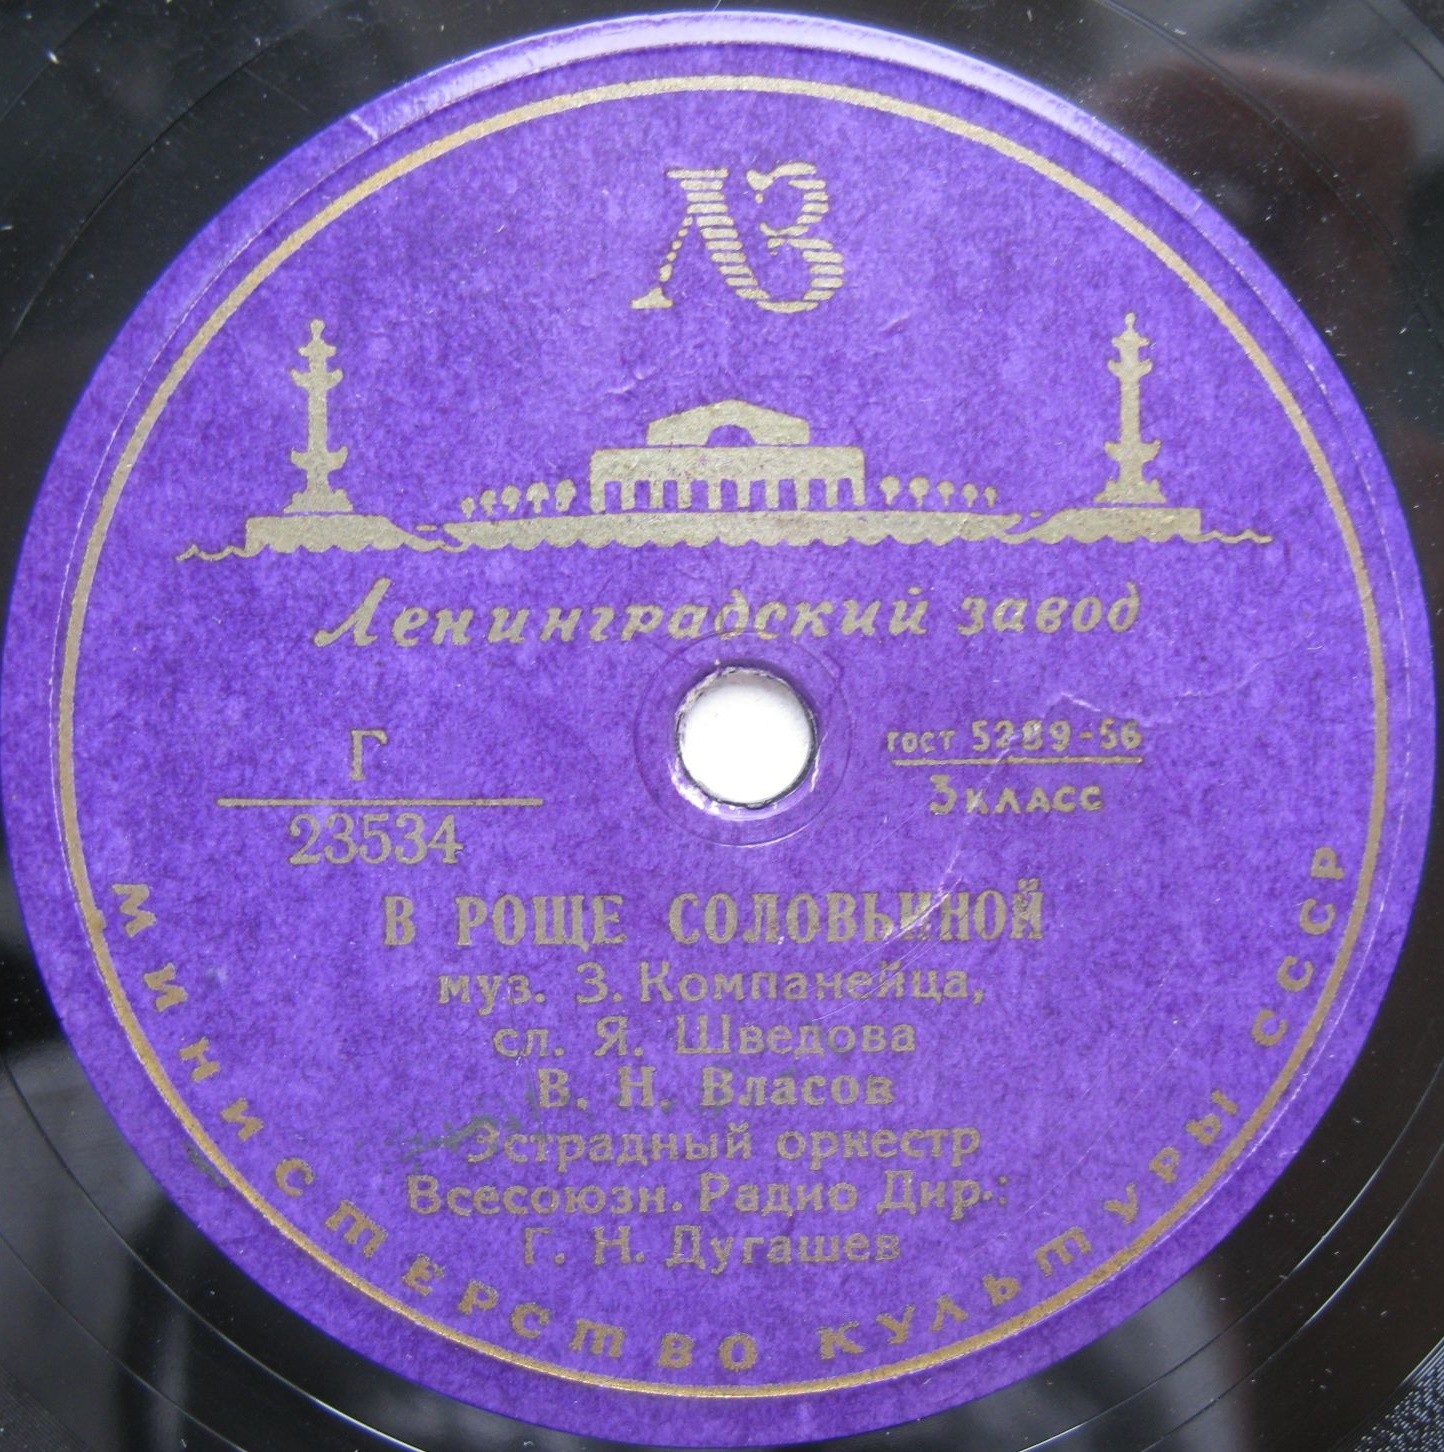 ЛЗ
Ленинградский завод
Г
23534
ГОСТ 5289-56
3 КЛАСС
В РОЩЕ СОЛОВЬИНОЙ
муз. З. Компанейца,
сл. Я. Шведова
В. Н. Власов
Эстрадный оркестр
Всесоюзн. Радио Дир.:
Г. Н. Дугашев
МИНИСТЕРСТВО КУЛЬТУРЫ СССР